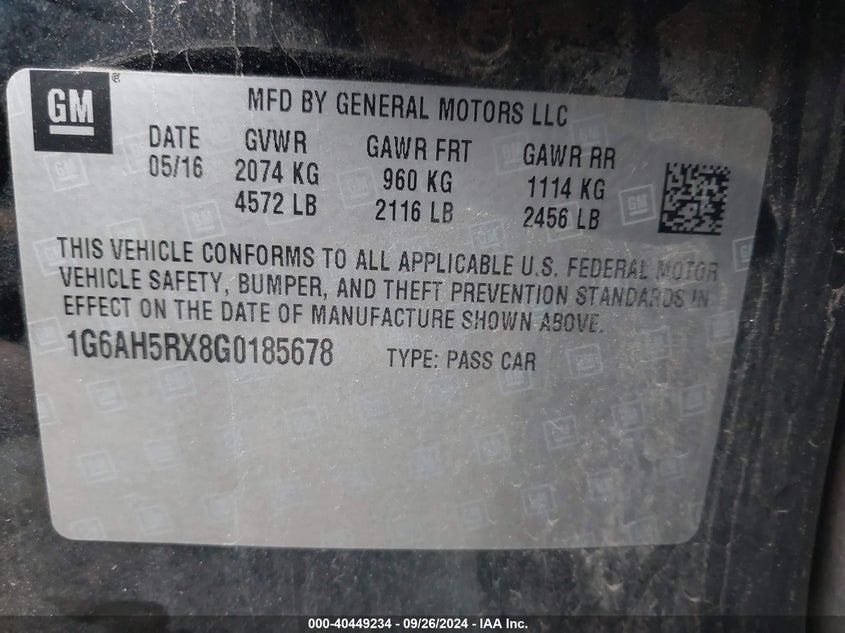 GM
MFD BY GENERAL MOTORS LLC
DATE GVWR GAWR FRT GAWR RR
05/16 2074 KG 960 KG 1114 KG
4572 LB 2116 LB 2456 LB
THIS VEHICLE CONFORMS TO ALL APPLICABLE U.S. FEDERAL MOTOR
VEHICLE SAFETY, BUMPER, AND THEFT PREVENTION STANDARDS IN
EFFECT ON THE DATE OF MANUFACTURE SHOWN ABOVE.
1G6AH5RX8G0185678 TYPE: PASS CAR
000-40449234 - 09/26/2024 - IAA Inc.